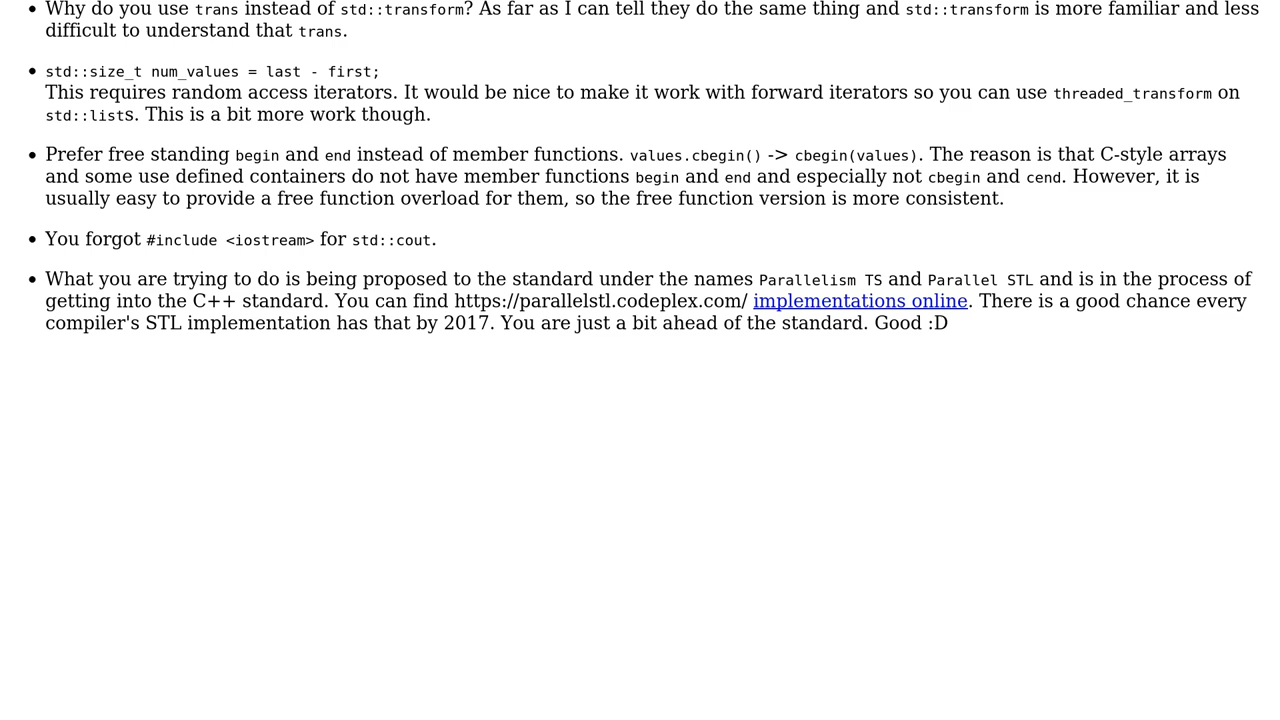 Why do you use trans instead of std::transform? As far as I can tell they do the same thing and std::transform is more familiar and less
difficult to understand that trans.
std::size_t num_values = last - first;
This requires random access iterators. It would be nice to make it work with forward iterators so you can use threaded_transform on
std::lists. This is a bit more work though.
Prefer free standing begin and end instead of member functions. values.cbegin() -> cbegin(values). The reason is that C-style arrays
and some use defined containers do not have member functions begin and end and especially not cbegin and cend. However, it is
usually easy to provide a free function overload for them, so the free function version is more consistent.
You forgot #include <iostream> for std::cout.
What you are trying to do is being proposed to the standard under the names Parallelism TS and Parallel STL and is in the process of
getting into the C++ standard. You can find https://parallelstl.codeplex.com/ implementations online. There is a good chance every
compiler's STL implementation has that by 2017. You are just a bit ahead of the standard. Good :D